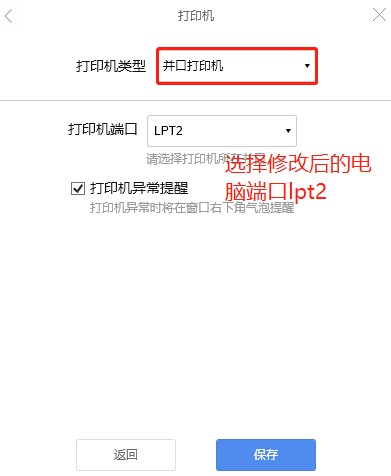 打印机
打印机类型 并口打印机
打印机端口 LPT2
请选择打印机所
选择修改后的电
脑端口lpt2
打印机异常提醒
打印机异常时将在窗口右下角气泡提醒
返回 保存